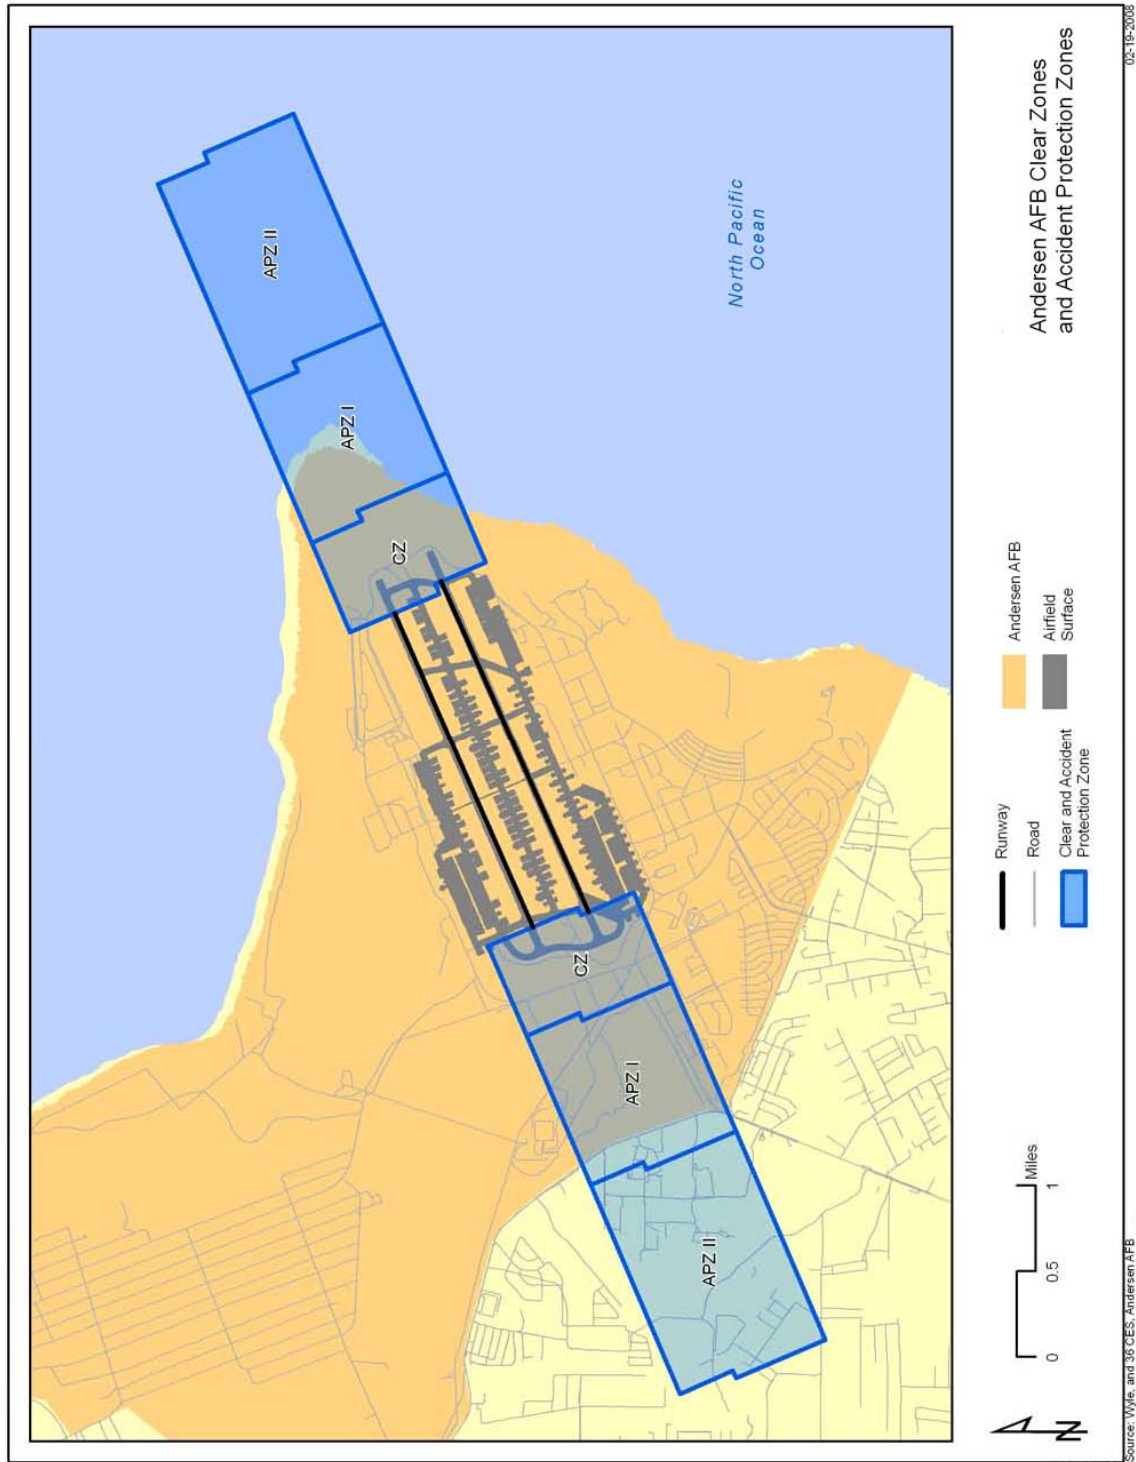 APZ II
APZ I
CZ
North Pacific
Ocean
CZ
APZ I
APZ II
N
0
0.5
1
Miles
Runway
Road
Clear and Accident
Protection Zone
Andersen AFB
Airfield
Surface
Andersen AFB Clear Zones
and Accident Protection Zones
Source: Wyle, and 36 CES, Andersen AFB
02-19-2008